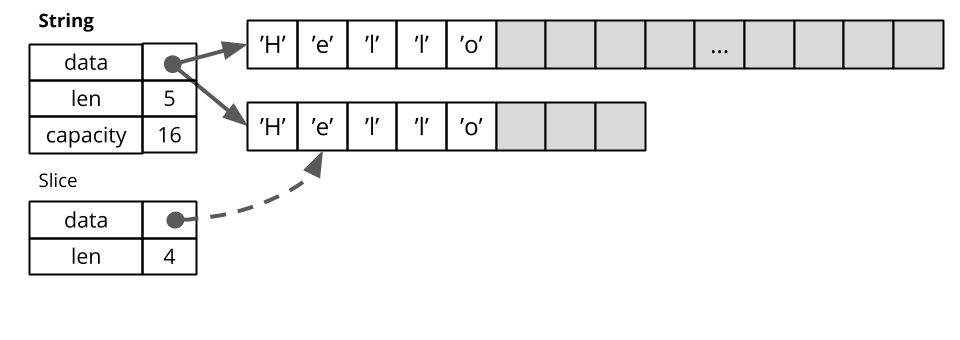 String
’H’ ’e’ ’l’ ’l’ ’o’ ...
data
len 5
capacity 16
’H’ ’e’ ’l’ ’l’ ’o’
Slice
data
len 4